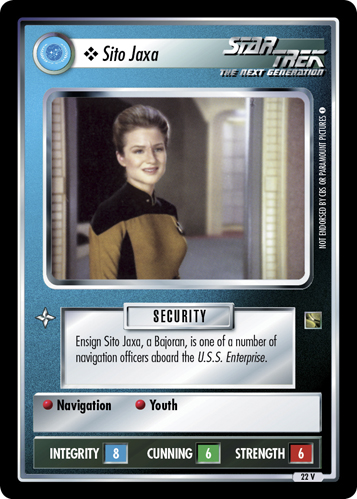 ❖ Sito Jaxa
STAR TREK
THE NEXT GENERATION
NOT ENDORSED BY CBS OR PARAMOUNT PICTURES
SECURITY
Ensign Sito Jaxa, a Bajoran, is one of a number of
navigation officers aboard the U.S.S. Enterprise.
Navigation Youth
INTEGRITY 8 CUNNING 6 STRENGTH 6
22 V